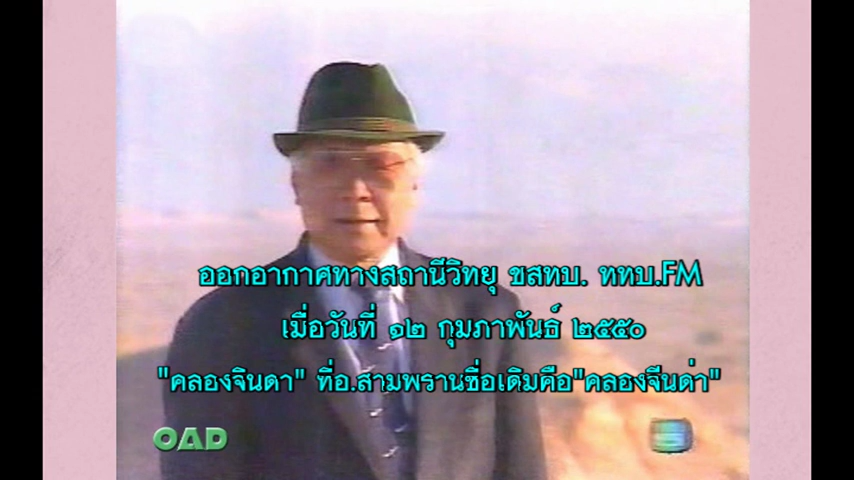 ออกอากาศทางสถานีวิทยุ ขสทบ. ททบ.FM
เมื่อวันที่ ๑๒ กุมภาพันธ์ ๒๕๕๐
"คลองจินดา" ที่อ.สามพรานชื่อเดิมคือ"คลองจีนด่า"
OAD
5